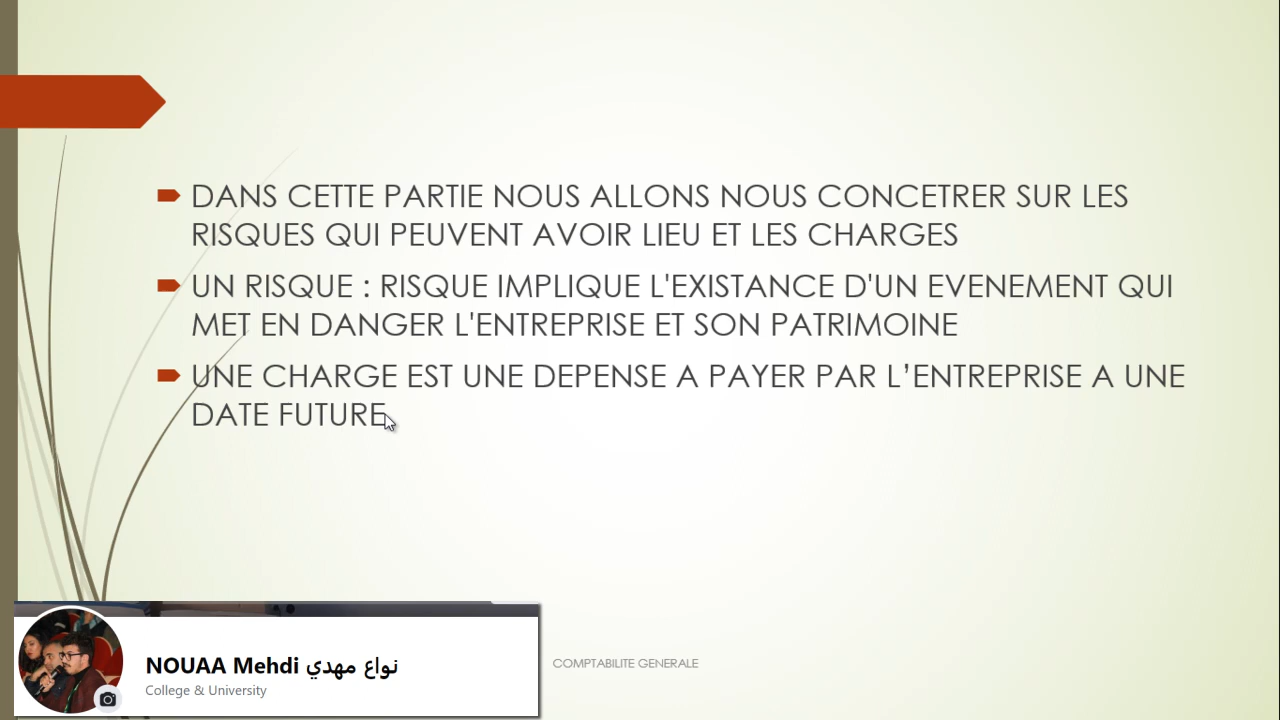 DANS CETTE PARTIE NOUS ALLONS NOUS CONCETRER SUR LES
RISQUES QUI PEUVENT AVOIR LIEU ET LES CHARGES
UN RISQUE : RISQUE IMPLIQUE L'EXISTANCE D'UN EVENEMENT QUI
MET EN DANGER L'ENTREPRISE ET SON PATRIMOINE
UNE CHARGE EST UNE DEPENSE A PAYER PAR L’ENTREPRISE A UNE
DATE FUTURE
NOUAA Mehdi نواع مهدي
College & University
COMPTABILITE GENERALE